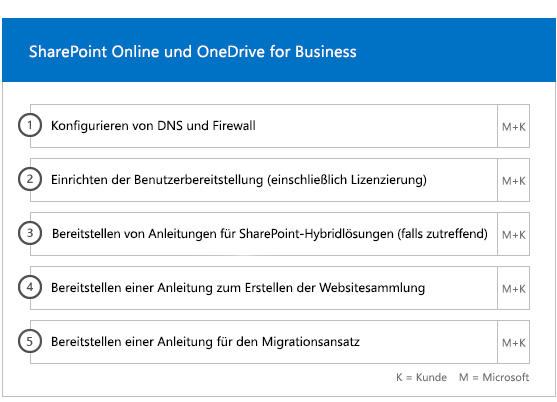 SharePoint Online und OneDrive for Business
1 Konfigurieren von DNS und Firewall M+K
2 Einrichten der Benutzerbereitstellung (einschließlich Lizenzierung) M+K
3 Bereitstellen von Anleitungen für SharePoint-Hybridlösungen (falls zutreffend) M+K
4 Bereitstellen einer Anleitung zum Erstellen der Websitesammlung M+K
5 Bereitstellen einer Anleitung für den Migrationsansatz M+K
K = Kunde M = Microsoft